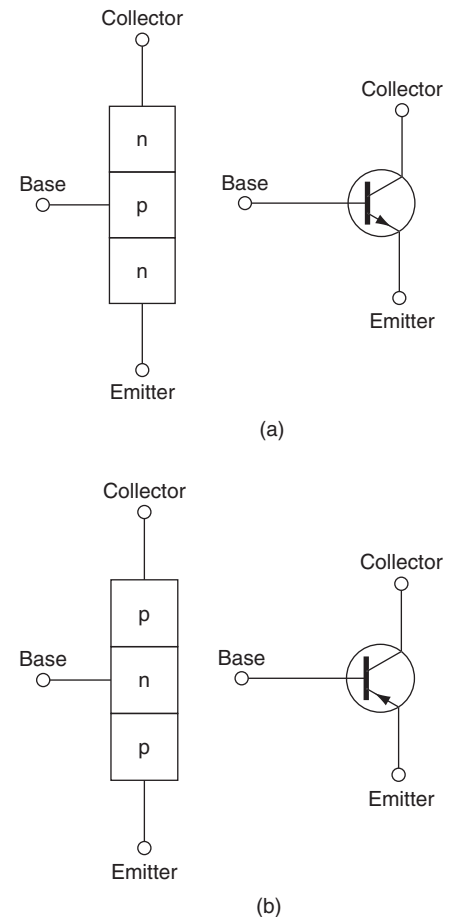 Collector
n
Base
p
n
Emitter
Collector
Base
Emitter
(a)
Collector
p
Base
n
p
Emitter
Collector
Base
Emitter
(b)